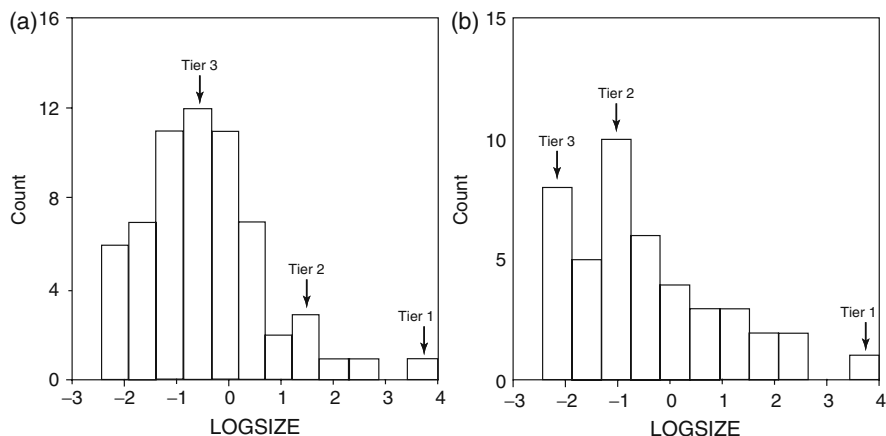 (a)
16
12
8
4
0
Count
Tier 3
Tier 2
Tier 1
–3 –2 –1 0 1 2 3 4
LOGSIZE
(b)
15
10
5
0
Count
Tier 3
Tier 2
Tier 1
–3 –2 –1 0 1 2 3 4
LOGSIZE